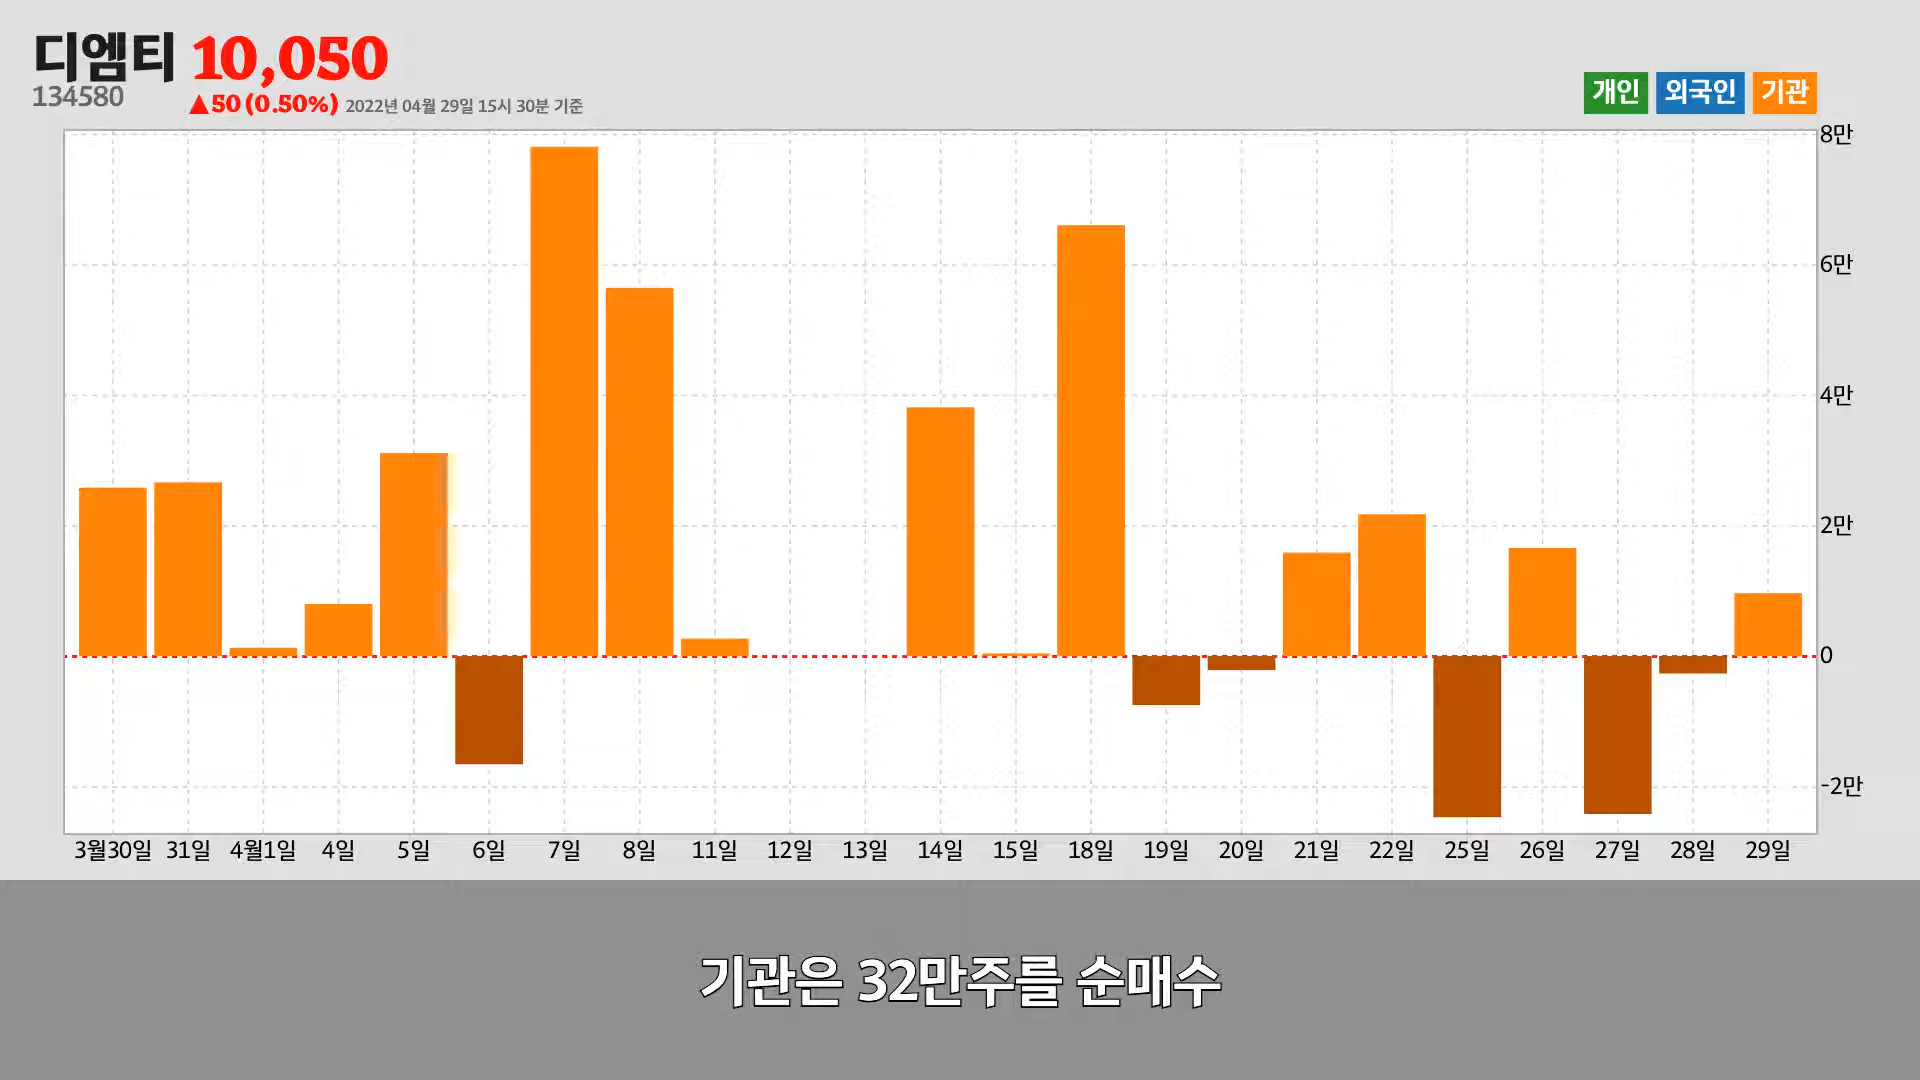 디엠티 10,050
134580
▲50 (0.50%) 2022년 04월 29일 15시 30분 기준
개인 외국인 기관
8만
6만
4만
2만
0
-2만
3월30일 31일 4월1일 4일 5일 6일 7일 8일 11일 12일 13일 14일 15일 18일 19일 20일 21일 22일 25일 26일 27일 28일 29일
기관은 32만주를 순매수